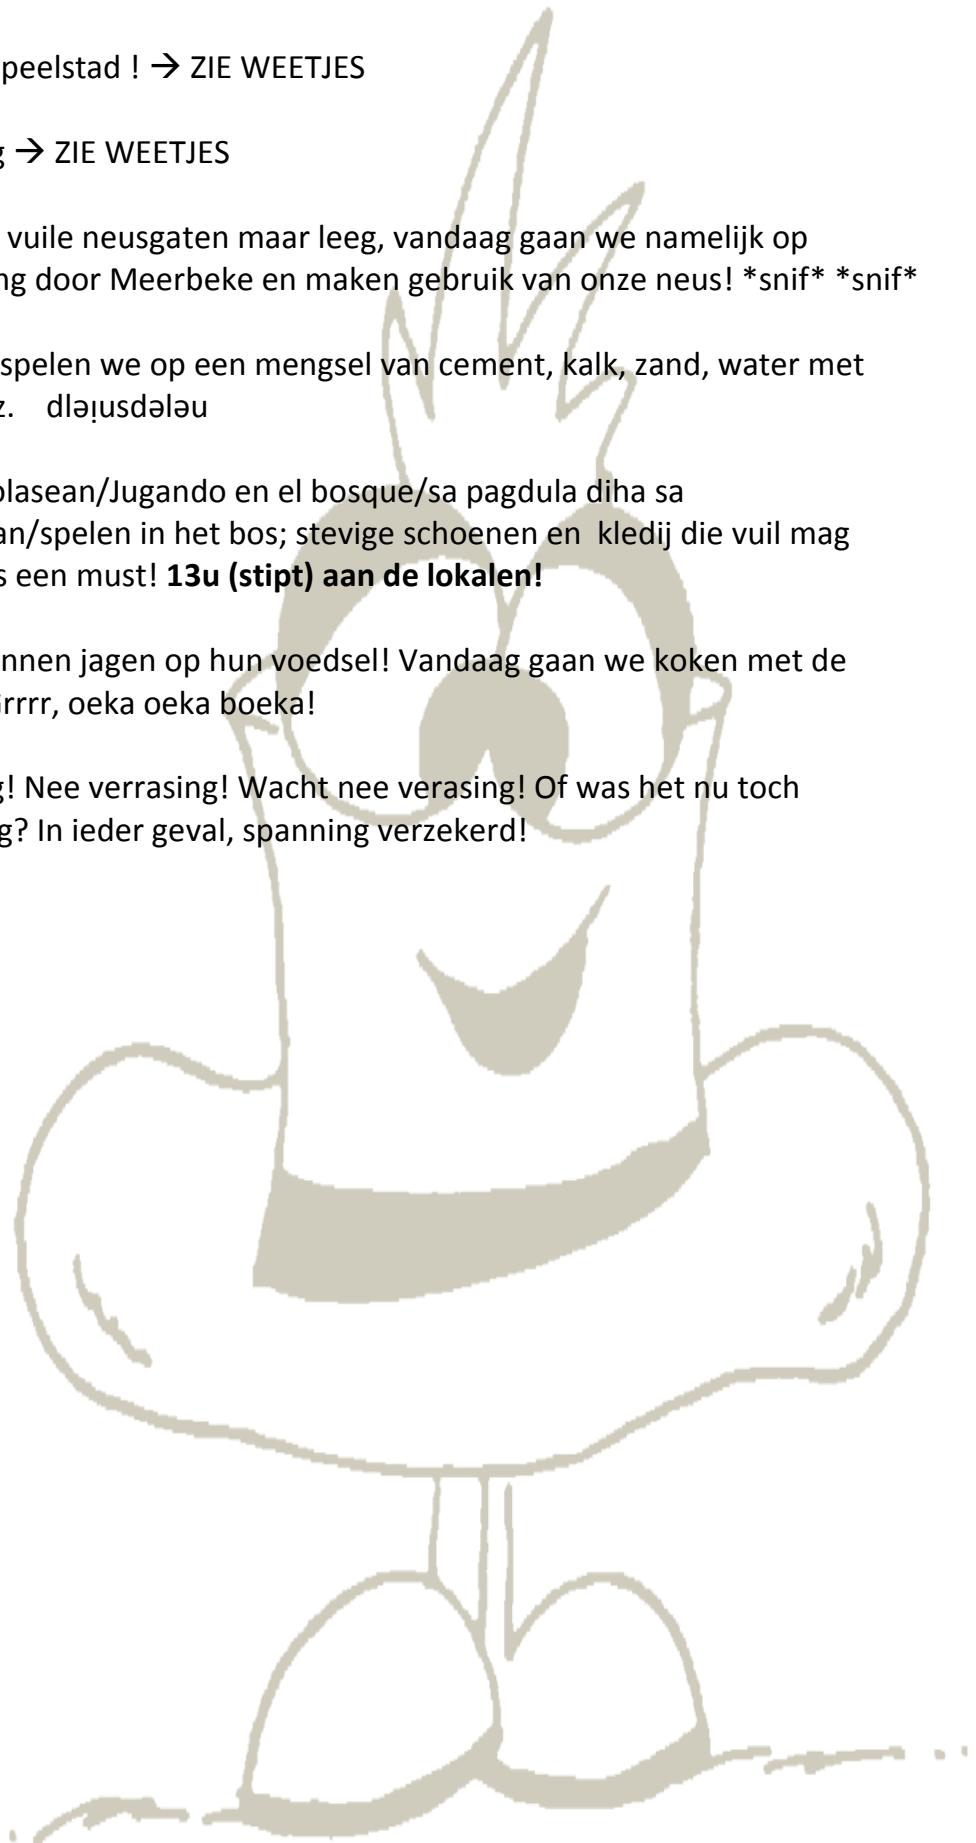 peelstad ! → ZIE WEETJES
g → ZIE WEETJES
vuile neusgaten maar leeg, vandaag gaan we namelijk op
ng door Meerbeke en maken gebruik van onze neus! *snif* *snif*
spelen we op een mengsel van cement, kalk, zand, water met
z. dləᴉusdələu
olasean/Jugando en el bosque/sa pagdula diha sa
an/spelen in het bos; stevige schoenen en kledij die vuil mag
s een must! 13u (stipt) aan de lokalen!
nnen jagen op hun voedsel! Vandaag gaan we koken met de
Grrrr, oeka oeka boeka!
g! Nee verrasing! Wacht nee verasing! Of was het nu toch
g? In ieder geval, spanning verzekerd!